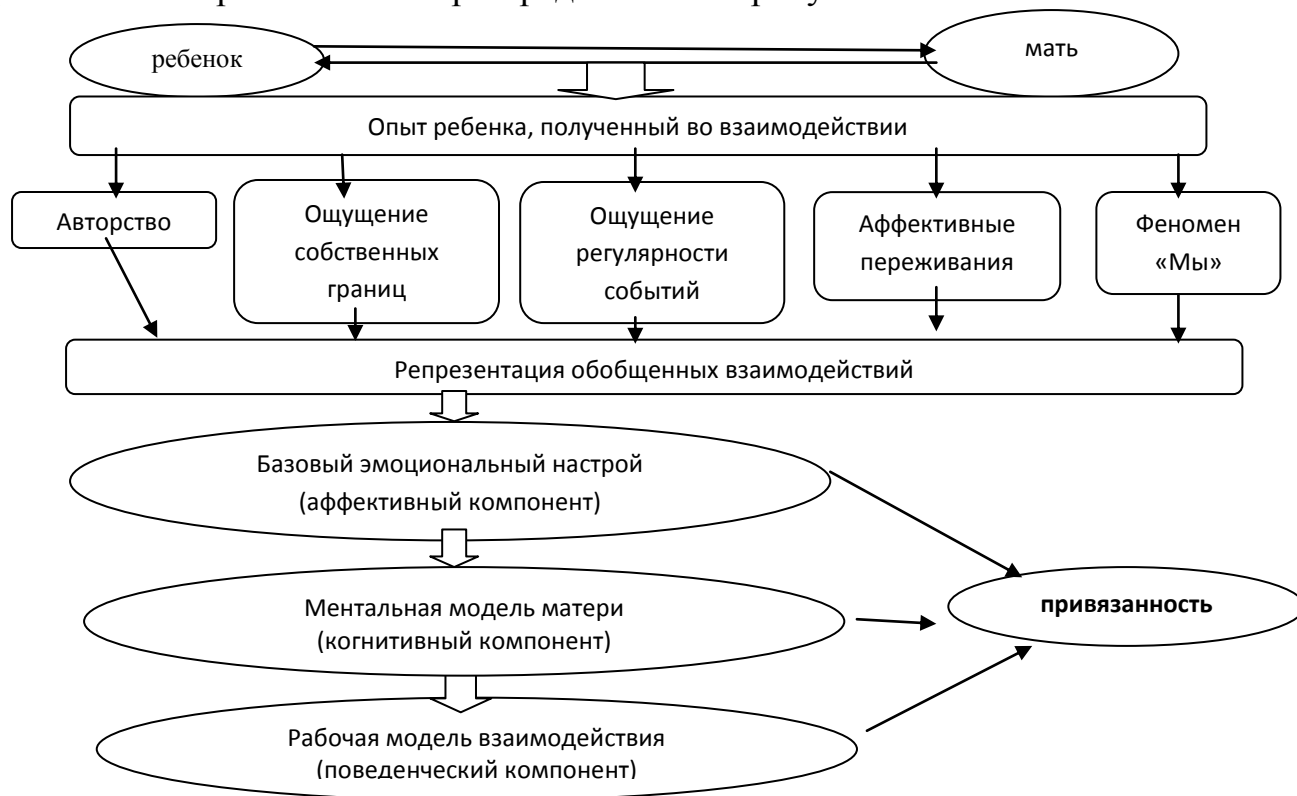 ребенок
мать
Опыт ребенка, полученный во взаимодействии
Авторство
Ощущение
собственных
границ
Ощущение
регулярности
событий
Аффективные
переживания
Феномен
«Мы»
Репрезентация обобщенных взаимодействий
Базовый эмоциональный настрой
(аффективный компонент)
Ментальная модель матери
(когнитивный компонент)
привязанность
Рабочая модель взаимодействия
(поведенческий компонент)